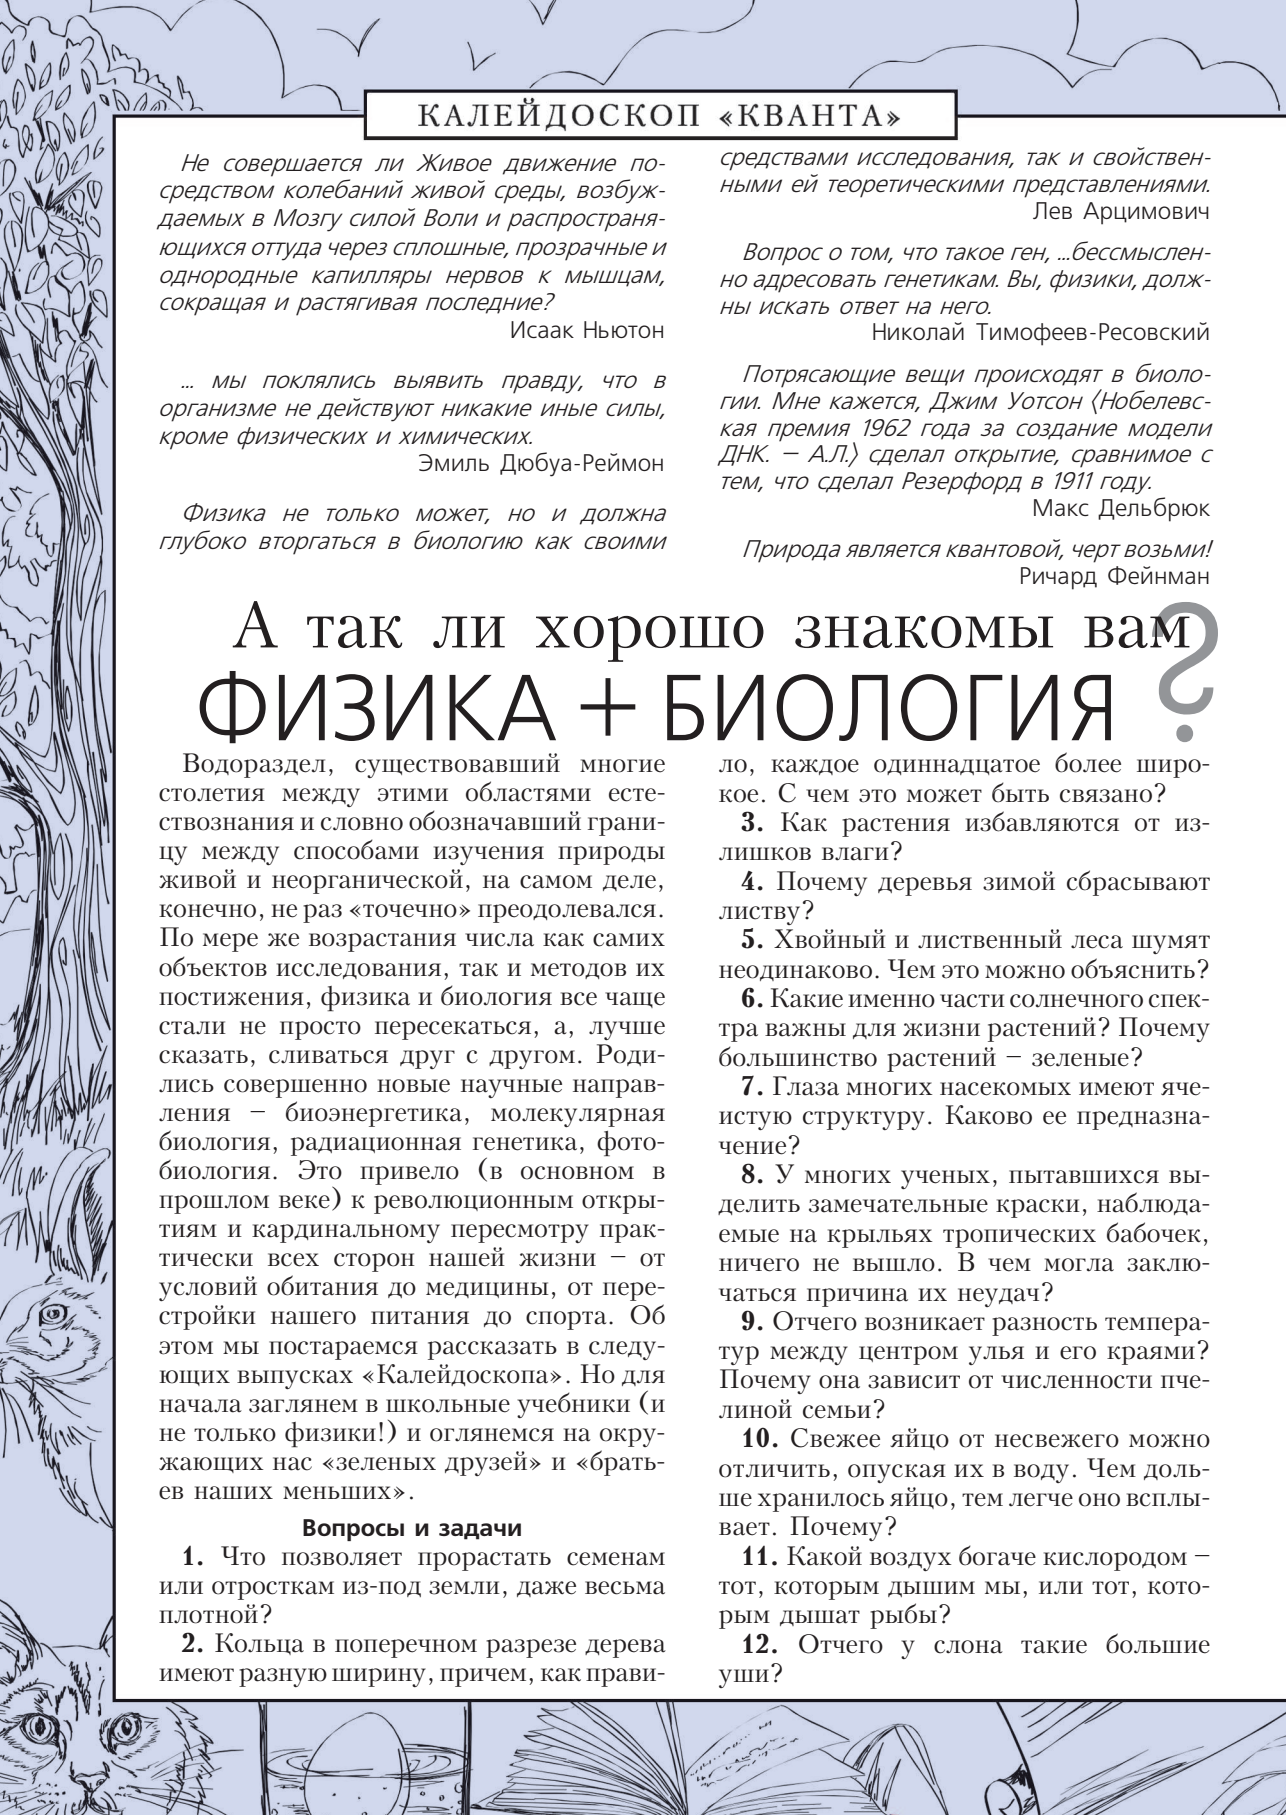 КАЛЕЙДОСКОП «КВАНТА»
Не совершается ли Живое движение по-
средством колебаний живой среды, возбуж-
даемых в Мозгу силой Воли и распространя-
ющихся оттуда через сплошные, прозрачные и
однородные капилляры нервов к мышцам,
сокращая и растягивая последние?
Исаак Ньютон
... мы поклялись выявить правду, что в
организме не действуют никакие иные силы,
кроме физических и химических.
Эмиль Дюбуа-Реймон
Физика не только может, но и должна
глубоко вторгаться в биологию как своими
средствами исследования, так и свойствен-
ными ей теоретическими представлениями.
Лев Арцимович
Вопрос о том, что такое ген, ...бессмыслен-
но адресовать генетикам. Вы, физики, долж-
ны искать ответ на него.
Николай Тимофеев-Ресовский
Потрясающие вещи происходят в биоло-
гии. Мне кажется, Джим Уотсон ⟨Нобелевс-
кая премия 1962 года за создание модели
ДНК. – А.Л.⟩ сделал открытие, сравнимое с
тем, что сделал Резерфорд в 1911 году.
Макс Дельбрюк
Природа является квантовой, черт возьми!
Ричард Фейнман
А так ли хорошо знакомы вам
ФИЗИКА + БИОЛОГИЯ ?
Водораздел, существовавший многие
столетия между этими областями есте-
ствознания и словно обозначавший грани-
цу между способами изучения природы
живой и неорганической, на самом деле,
конечно, не раз «точечно» преодолевался.
По мере же возрастания числа как самих
объектов исследования, так и методов их
постижения, физика и биология все чаще
стали не просто пересекаться, а, лучше
сказать, сливаться друг с другом. Роди-
лись совершенно новые научные направ-
ления – биоэнергетика, молекулярная
биология, радиационная генетика, фото-
биология. Это привело (в основном в
прошлом веке) к революционным откры-
тиям и кардинальному пересмотру прак-
тически всех сторон нашей жизни – от
условий обитания до медицины, от пере-
стройки нашего питания до спорта. Об
этом мы постараемся рассказать в следу-
ющих выпусках «Калейдоскопа». Но для
начала заглянем в школьные учебники (и
не только физики!) и оглянемся на окру-
жающих нас «зеленых друзей» и «брать-
ев наших меньших».
Вопросы и задачи
1. Что позволяет прорастать семенам
или отросткам из-под земли, даже весьма
плотной?
2. Кольца в поперечном разрезе дерева
имеют разную ширину, причем, как прави-
ло, каждое одиннадцатое более широ-
кое. С чем это может быть связано?
3. Как растения избавляются от из-
лишков влаги?
4. Почему деревья зимой сбрасывают
листву?
5. Хвойный и лиственный леса шумят
неодинаково. Чем это можно объяснить?
6. Какие именно части солнечного спек-
тра важны для жизни растений? Почему
большинство растений – зеленые?
7. Глаза многих насекомых имеют яче-
истую структуру. Каково ее предназна-
чение?
8. У многих ученых, пытавшихся вы-
делить замечательные краски, наблюда-
емые на крыльях тропических бабочек,
ничего не вышло. В чем могла заклю-
чаться причина их неудач?
9. Отчего возникает разность темпера-
тур между центром улья и его краями?
Почему она зависит от численности пче-
линой семьи?
10. Свежее яйцо от несвежего можно
отличить, опуская их в воду. Чем доль-
ше хранилось яйцо, тем легче оно всплы-
вает. Почему?
11. Какой воздух богаче кислородом –
тот, которым дышим мы, или тот, кото-
рым дышат рыбы?
12. Отчего у слона такие большие
уши?